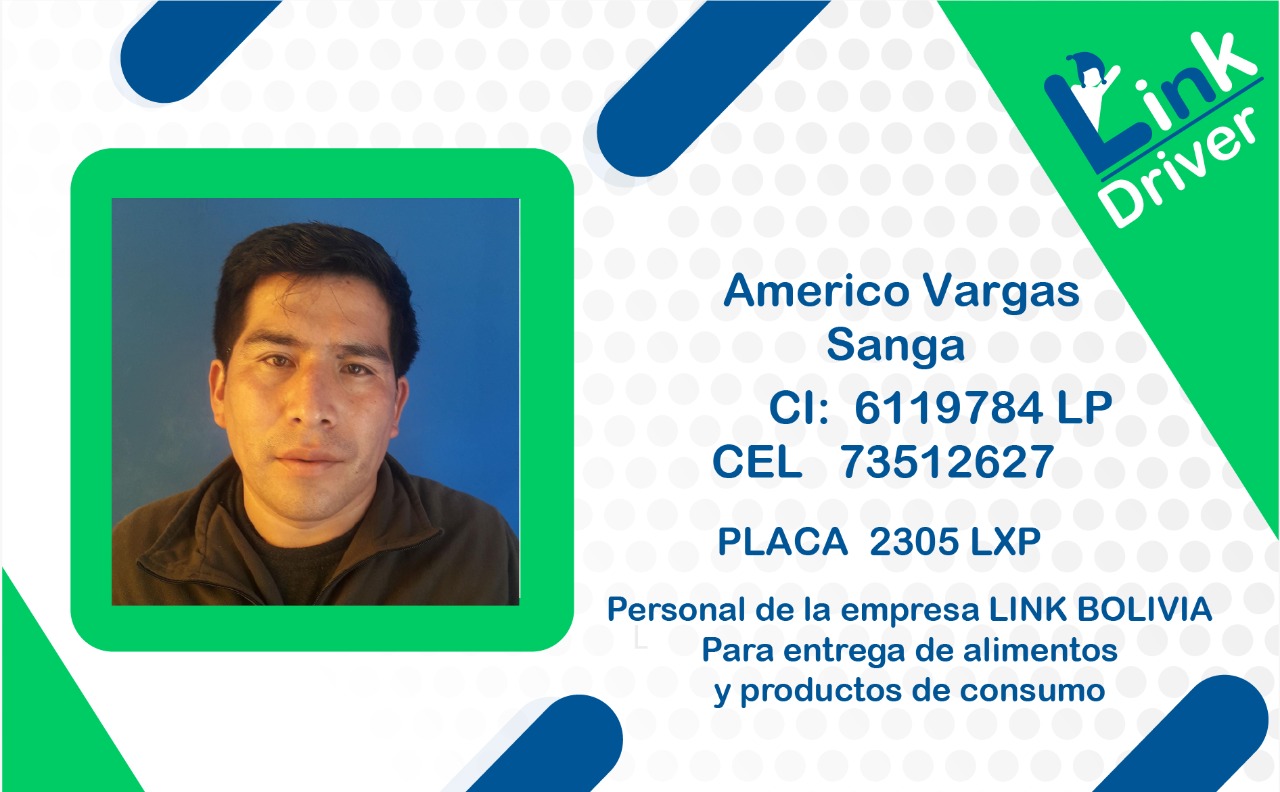 Link
Driver
Americo Vargas
Sanga
CI: 6119784 LP
CEL 73512627
PLACA 2305 LXP
Personal de la empresa LINK BOLIVIA
Para entrega de alimentos
y productos de consumo
L